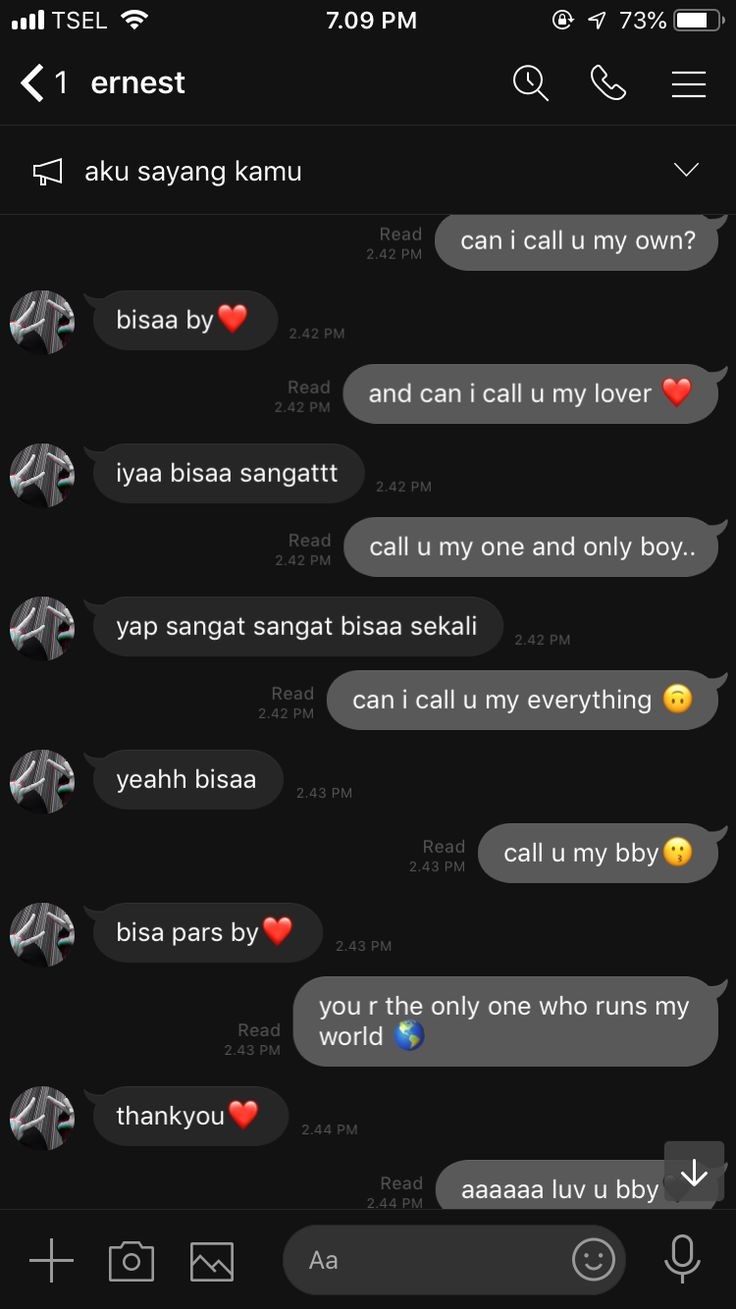 TSEL 7.09 PM 73%
1 ernest
aku sayang kamu
can i call u my own?
Read
2.42 PM
bisaa by❤️
2.42 PM
and can i call u my lover ❤️
Read
2.42 PM
iyaa bisaa sangattt
2.42 PM
call u my one and only boy..
Read
2.42 PM
yap sangat sangat bisaa sekali
2.42 PM
can i call u my everything 🙃
Read
2.42 PM
yeahh bisaa
2.43 PM
call u my bby😗
Read
2.43 PM
bisa pars by❤️
2.43 PM
you r the only one who runs my
world 🌎
Read
2.43 PM
thankyou❤️
2.44 PM
aaaaaa luv u bby
Read
2.44 PM
Aa